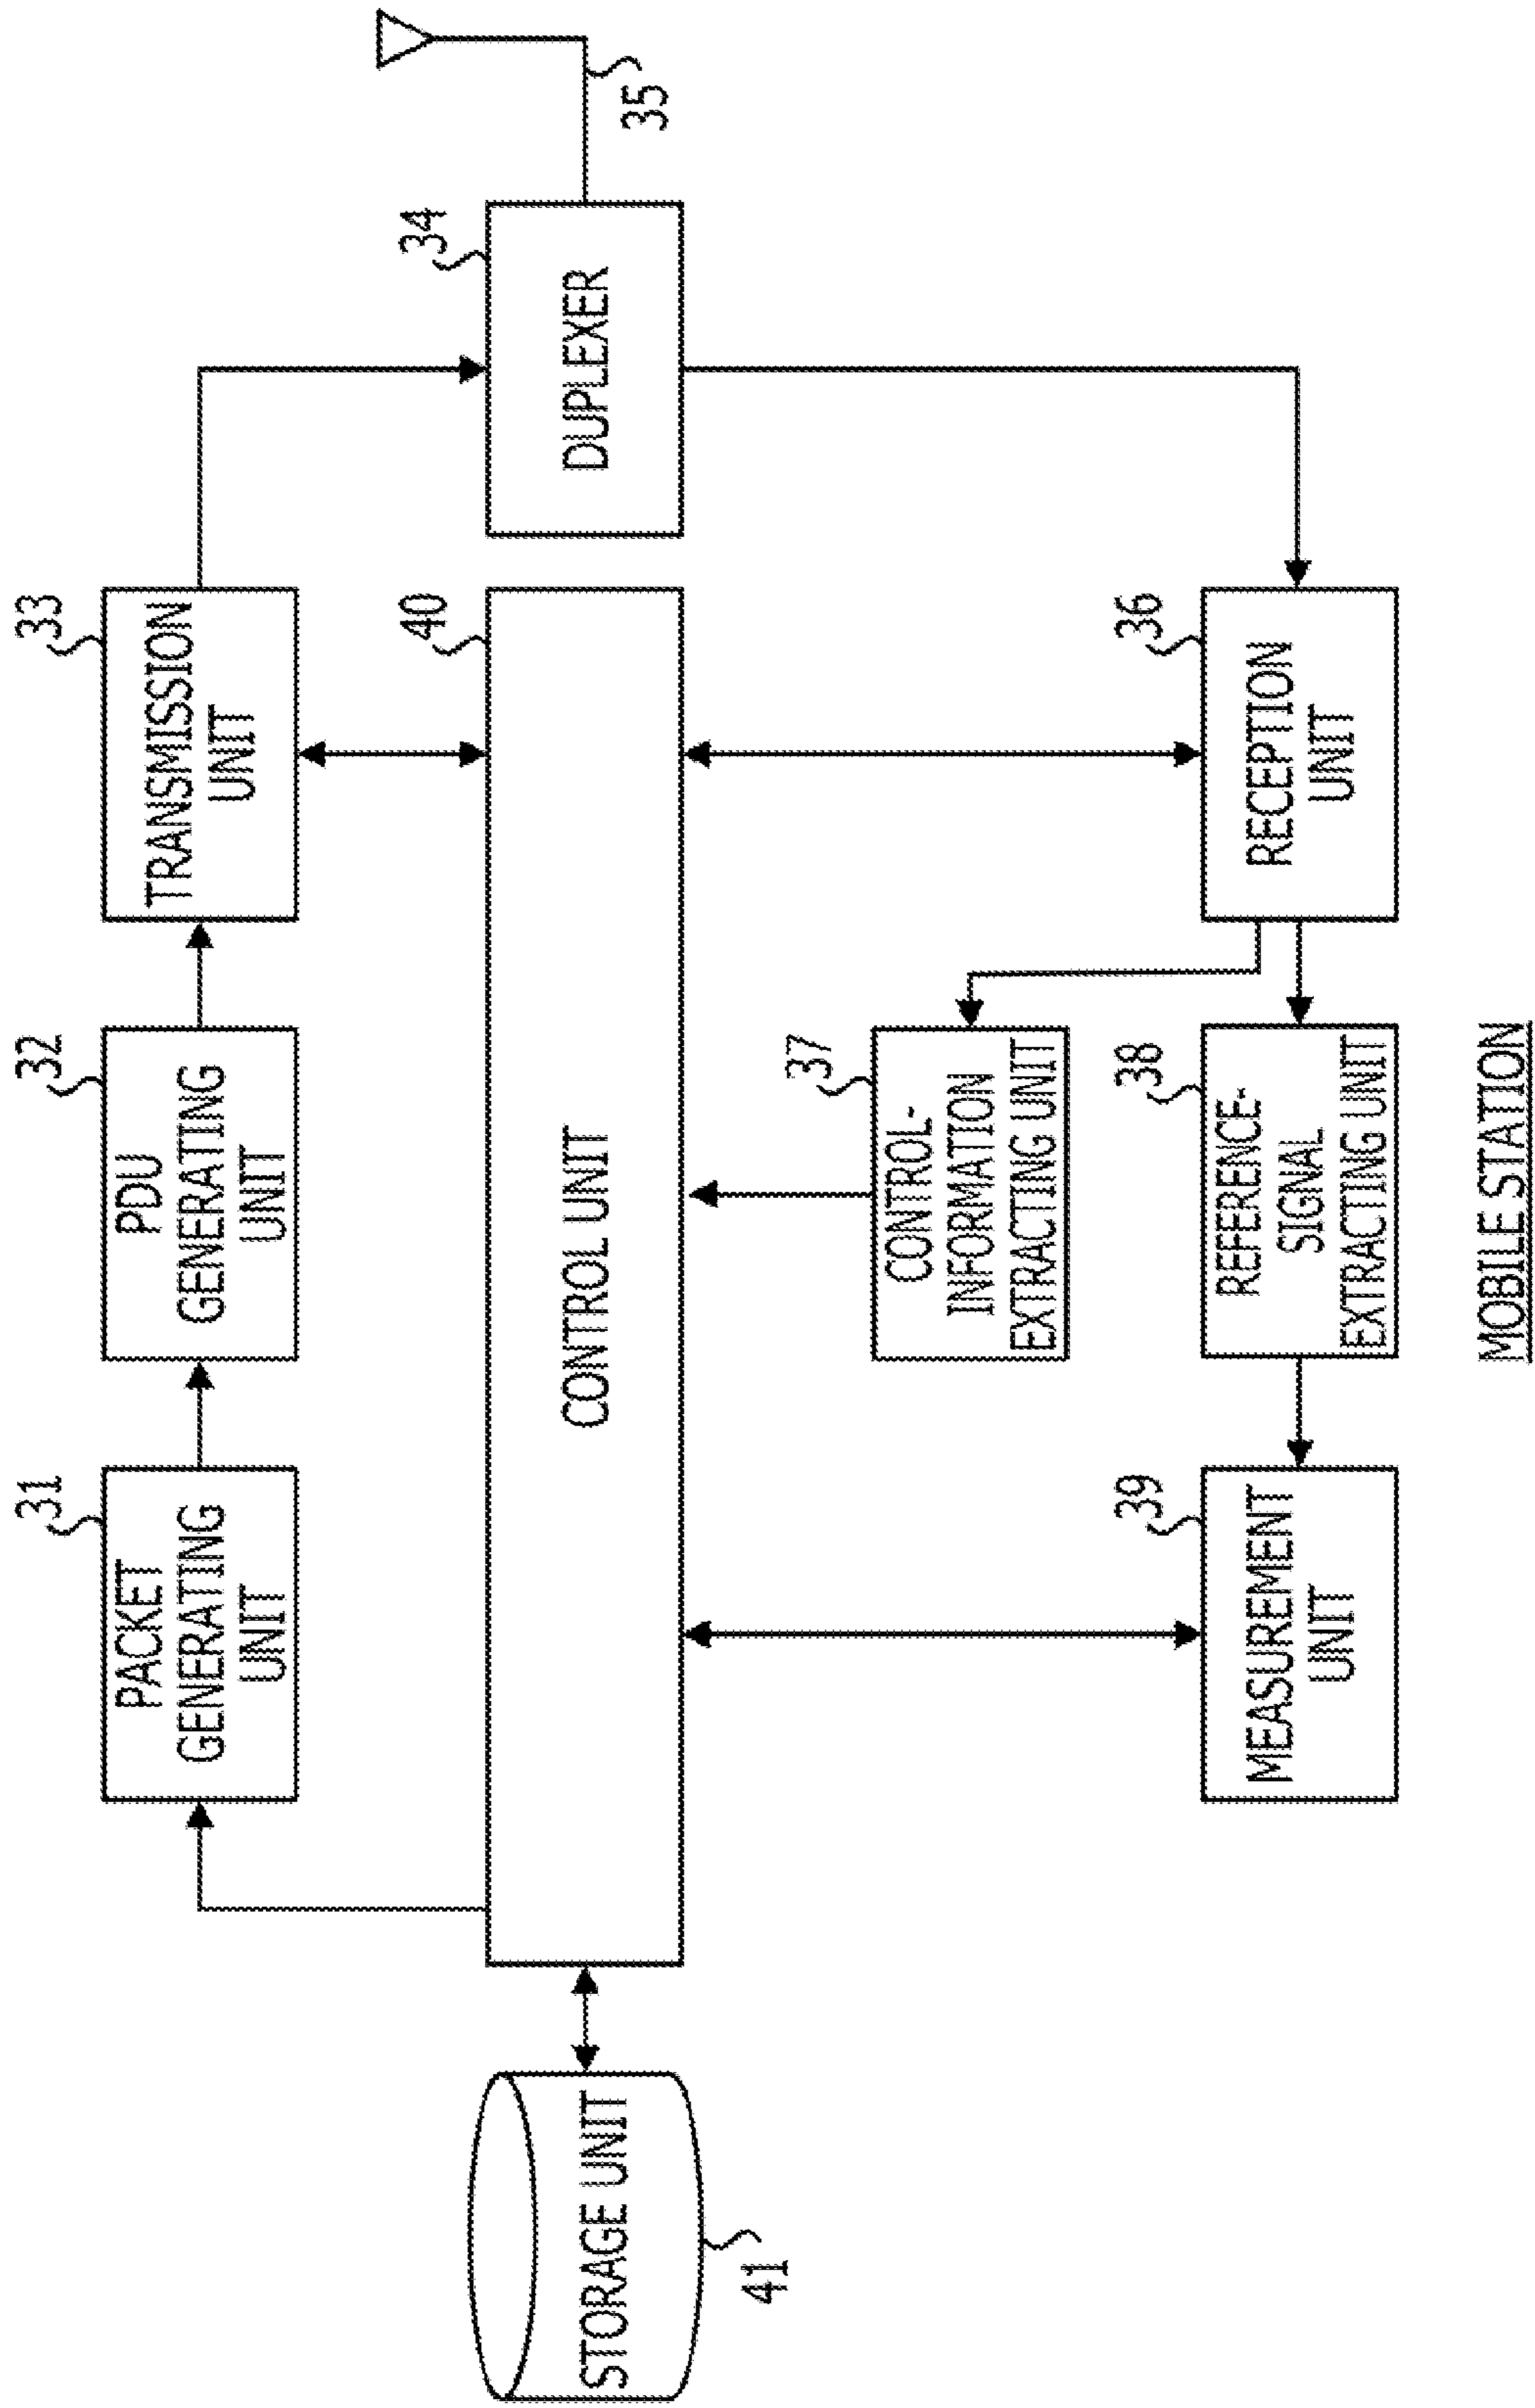 31
PACKET
GENERATING
UNIT
32
PDU
GENERATING
UNIT
33
TRANSMISSION
UNIT
34
DUPLEXER
35
40
CONTROL UNIT
STORAGE UNIT
41
37
CONTROL-
INFORMATION
EXTRACTING UNIT
39
MEASUREMENT
UNIT
38
REFERENCE-
SIGNAL
EXTRACTING UNIT
36
RECEPTION
UNIT
MOBILE STATION